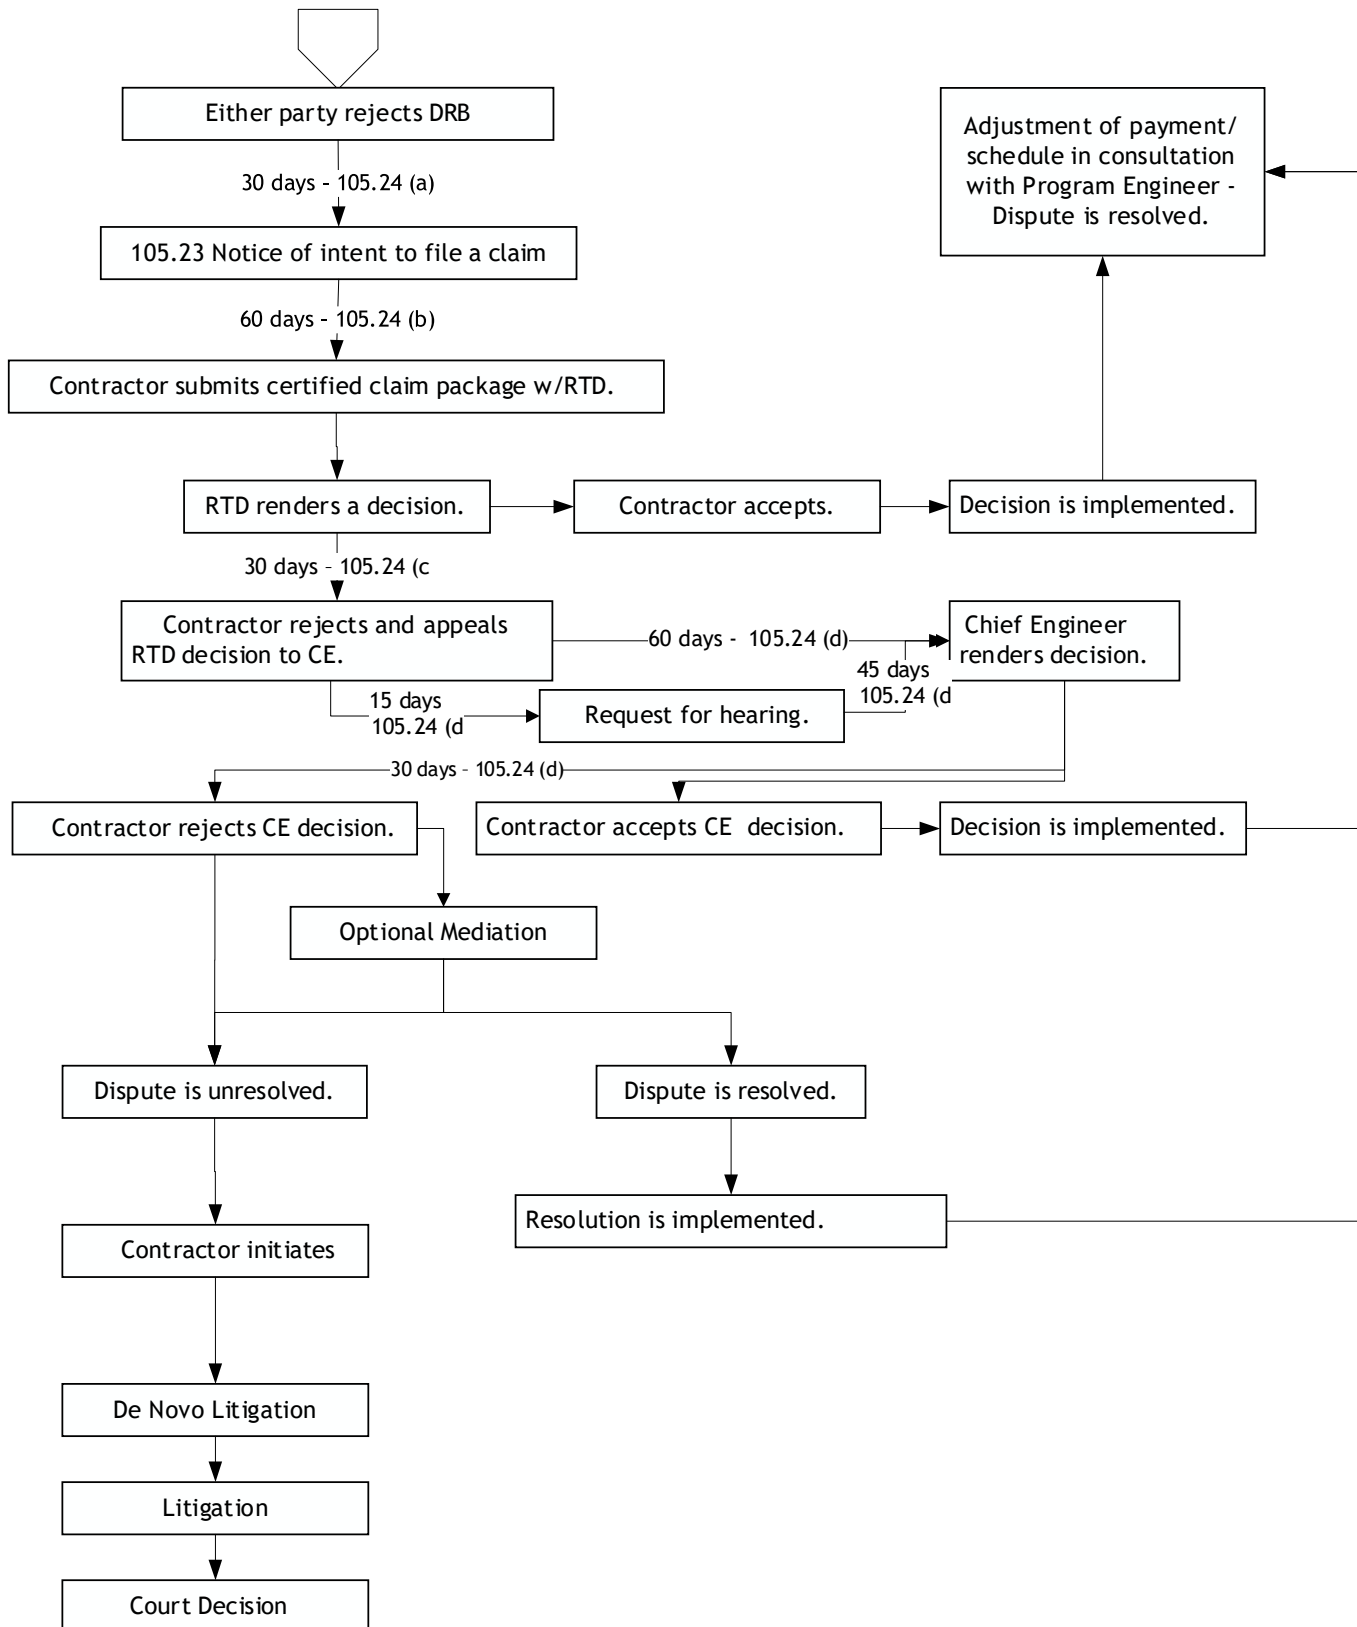 Either party rejects DRB
Adjustment of payment/
schedule in consultation
with Program Engineer -
Dispute is resolved.
30 days - 105.24 (a)
105.23 Notice of intent to file a claim
60 days - 105.24 (b)
Contractor submits certified claim package w/RTD.
RTD renders a decision.
Contractor accepts.
Decision is implemented.
30 days - 105.24 (c
Contractor rejects and appeals
RTD decision to CE.
60 days - 105.24 (d)
Chief Engineer
renders decision.
45 days
105.24 (d
15 days
105.24 (d
Request for hearing.
30 days - 105.24 (d)
Contractor rejects CE decision.
Contractor accepts CE decision.
Decision is implemented.
Optional Mediation
Dispute is unresolved.
Dispute is resolved.
Resolution is implemented.
Contractor initiates
De Novo Litigation
Litigation
Court Decision